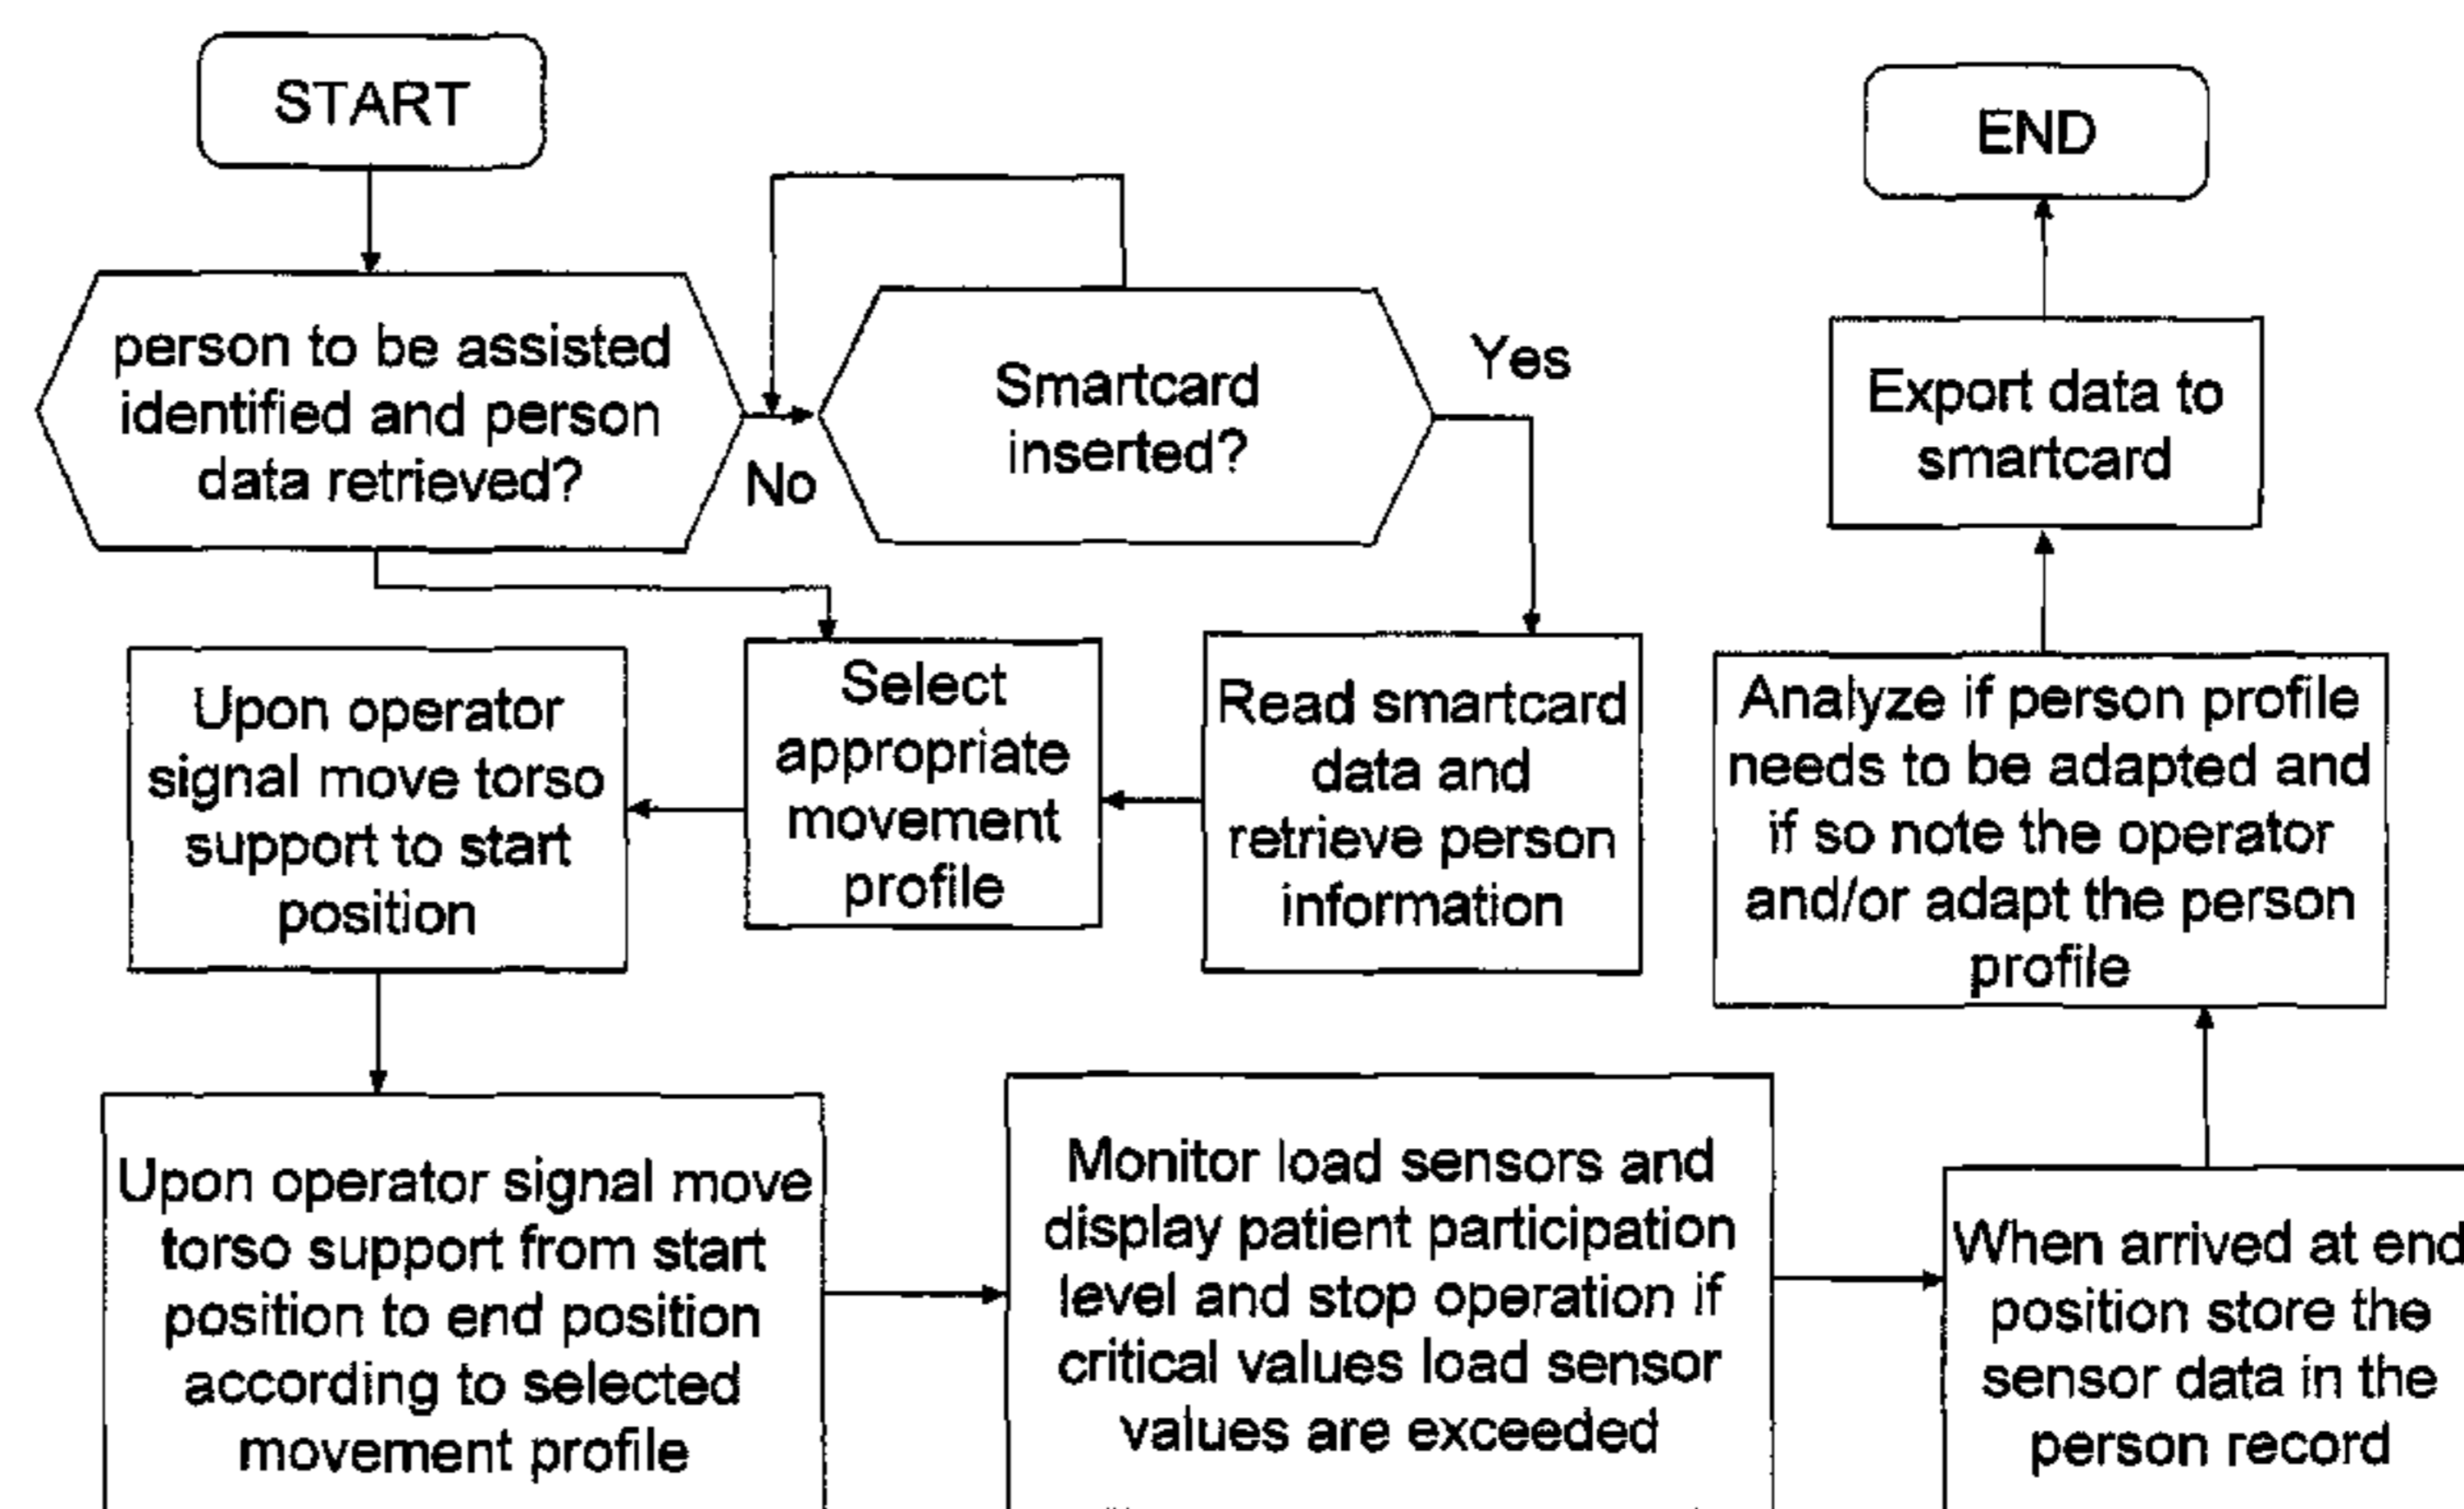 START
END
person to be assisted
identified and person
data retrieved?
No
Smartcard
inserted?
Yes
Export data to
smartcard
Upon operator
signal move torso
support to start
position
Select
appropriate
movement
profile
Read smartcard
data and
retrieve person
information
Analyze if person profile
needs to be adapted and
if so note the operator
and/or adapt the person
profile
Upon operator signal move
torso support from start
position to end position
according to selected
movement profile
Monitor load sensors and
display patient participation
level and stop operation if
critical values load sensor
values are exceeded
When arrived at end
position store the
sensor data in the
person record